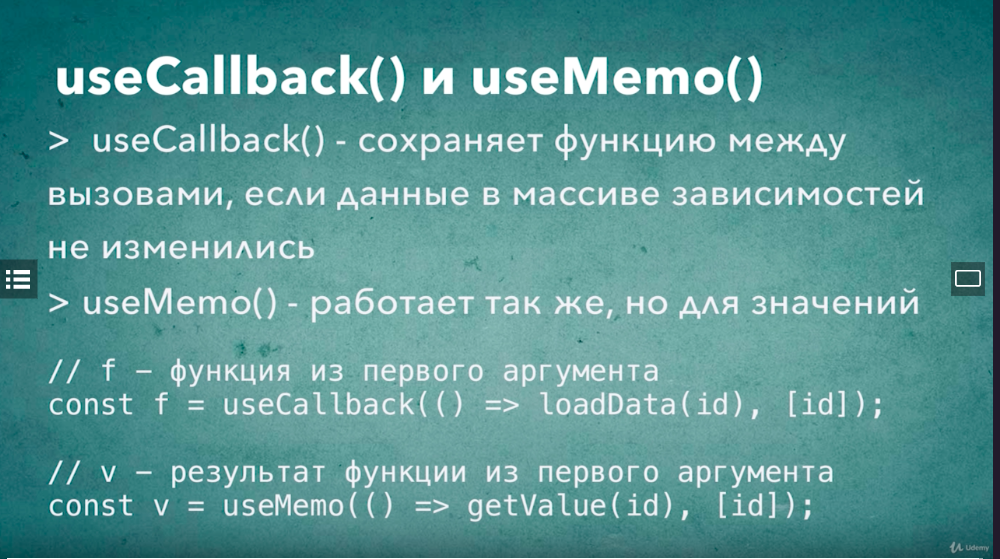 useCallback() и useMemo()
> useCallback() - сохраняет функцию между
вызовами, если данные в массиве зависимостей
не изменились
> useMemo() - работает так же, но для значений
// f – функция из первого аргумента
const f = useCallback(() => loadData(id), [id]);
// v – результат функции из первого аргумента
const v = useMemo(() => getValue(id), [id]);
Udemy